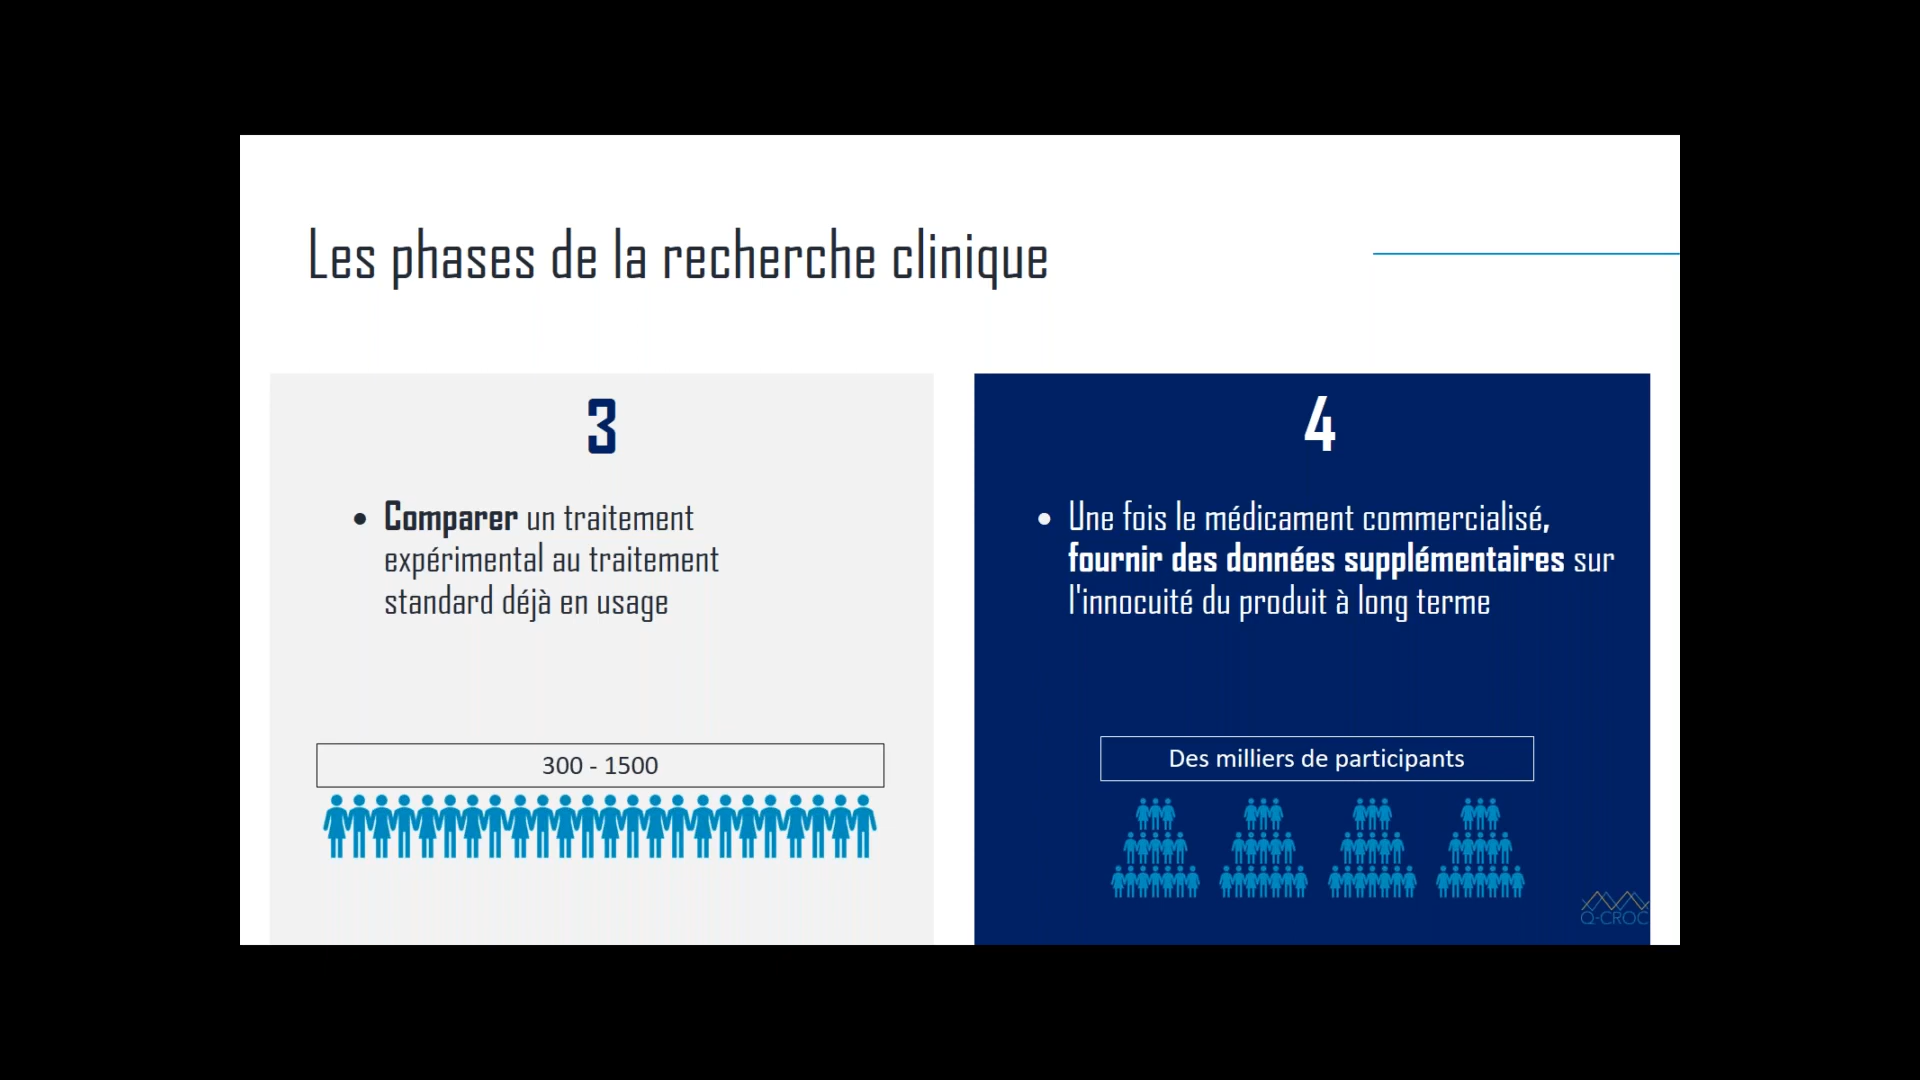 Les phases de la recherche clinique
3
• Comparer un traitement
expérimental au traitement
standard déjà en usage
300 - 1500
4
• Une fois le médicament commercialisé,
fournir des données supplémentaires sur
l'innocuité du produit à long terme
Des milliers de participants
Q-CROC